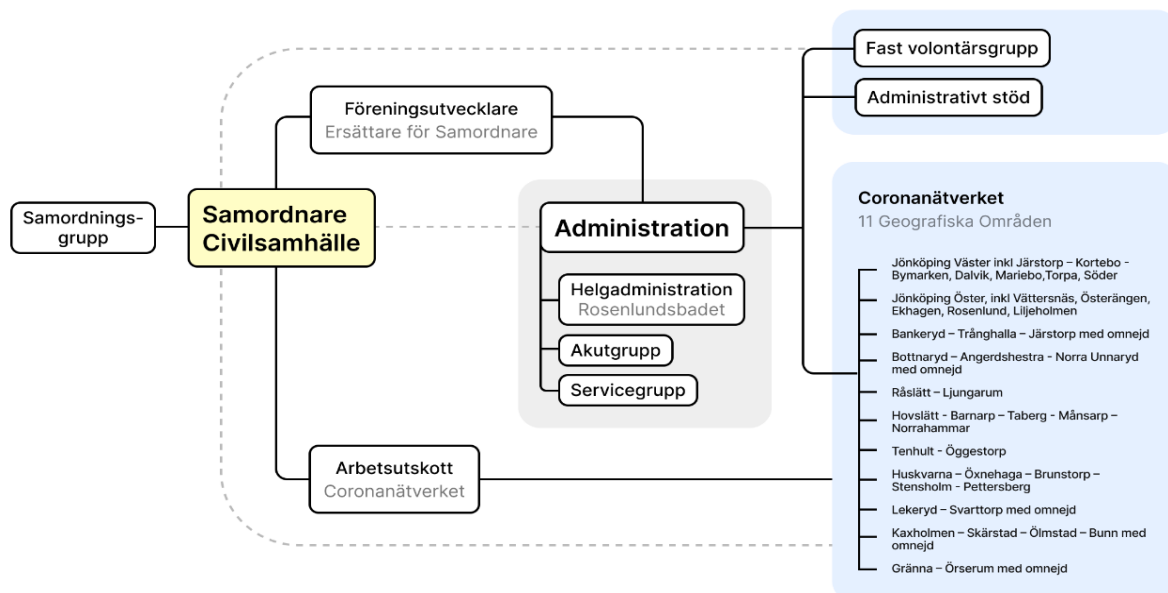 Samordnings-
grupp
Samordnare
Civilsamhälle
Föreningsutvecklare
Ersättare för Samordnare
Administration
Helgadministration
Rosenlundsbadet
Akutgrupp
Servicegrupp
Arbetsutskott
Coronanätverket
Fast volontärsgrupp
Administrativt stöd
Coronanätverket
11 Geografiska Områden
Jönköping Väster inkl Järstorp – Kortebo -
Bymarken, Dalvik, Mariebo,Torpa, Söder
Jönköping Öster, inkl Vättersnäs, Österängen,
Ekhagen, Rosenlund, Liljeholmen
Bankeryd – Trånghalla – Järstorp med omnejd
Bottnaryd – Angerdshestra - Norra Unnaryd
med omnejd
Råslätt – Ljungarum
Hovslätt - Barnarp – Taberg - Månsarp –
Norrahammar
Tenhult - Öggestorp
Huskvarna – Öxnehaga – Brunstorp –
Stensholm - Pettersberg
Lekeryd – Svarttorp med omnejd
Kaxholmen – Skärstad – Ölmstad – Bunn med
omnejd
Gränna – Örserum med omnejd